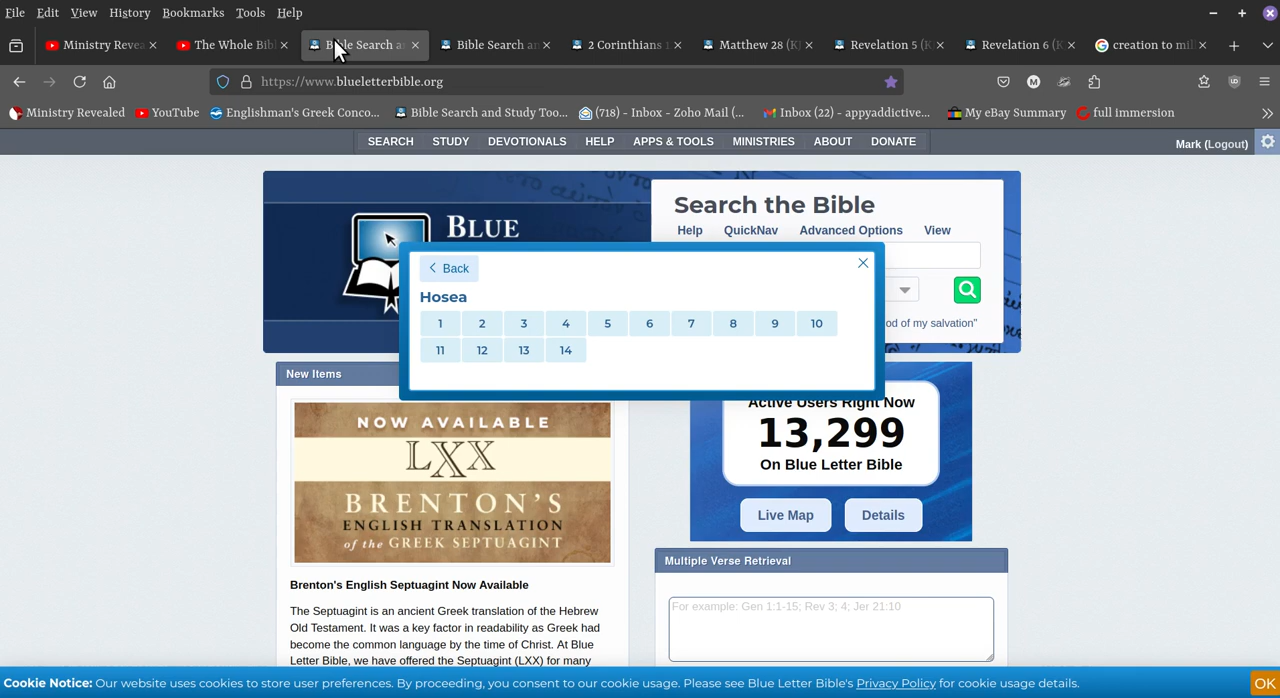 File Edit View History Bookmarks Tools Help
Ministry Revea The Whole Bibl Bible Search a Bible Search an 2 Corinthians 1 Matthew 28 (KJ Revelation 5 (K Revelation 6 (K creation to mil
https://www.blueletterbible.org
Ministry Revealed YouTube Englishman's Greek Conco... Bible Search and Study Too... (718) - Inbox - Zoho Mail (... Inbox (22) - appyaddictive... My eBay Summary full immersion
SEARCH STUDY DEVOTIONALS HELP APPS & TOOLS MINISTRIES ABOUT DONATE
Mark (Logout)
BLUE
Search the Bible
Help QuickNav Advanced Options View
od of my salvation"
Back
Hosea
1 2 3 4 5 6 7 8 9 10
11 12 13 14
New Items
NOW AVAILABLE
LXX
BRENTON'S
ENGLISH TRANSLATION
of the GREEK SEPTUAGINT
Brenton's English Septuagint Now Available
The Septuagint is an ancient Greek translation of the Hebrew
Old Testament. It was a key factor in readability as Greek had
become the common language by the time of Christ. At Blue
Letter Bible, we have offered the Septuagint (LXX) for many
Active Users Right Now
13,299
On Blue Letter Bible
Live Map Details
Multiple Verse Retrieval
For example: Gen 1:1-15; Rev 3; 4; Jer 21:10
Cookie Notice: Our website uses cookies to store user preferences. By proceeding, you consent to our cookie usage. Please see Blue Letter Bible's Privacy Policy for cookie usage details.
OK